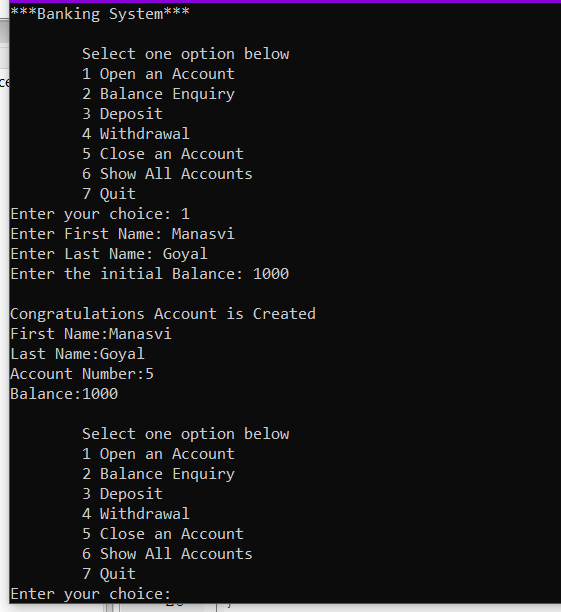 ***Banking System***
Select one option below
1 Open an Account
2 Balance Enquiry
3 Deposit
4 Withdrawal
5 Close an Account
6 Show All Accounts
7 Quit
Enter your choice: 1
Enter First Name: Manasvi
Enter Last Name: Goyal
Enter the initial Balance: 1000
Congratulations Account is Created
First Name:Manasvi
Last Name:Goyal
Account Number:5
Balance:1000
Select one option below
1 Open an Account
2 Balance Enquiry
3 Deposit
4 Withdrawal
5 Close an Account
6 Show All Accounts
7 Quit
Enter your choice: